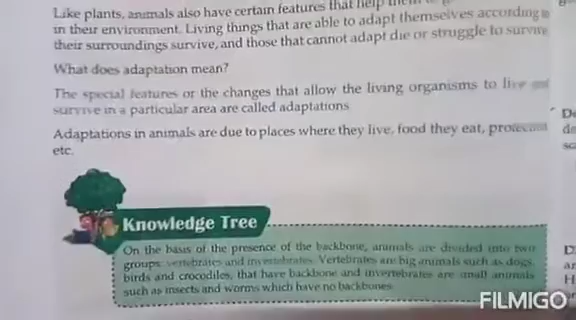 Like plants, animals also have certain features that help them
in their environment. Living things that are able to adapt themselves according
their surroundings survive, and those that cannot adapt die or struggle to survive
What does adaptation mean?
The special features or the changes that allow the living organisms to live and
survive in a particular area are called adaptations
Adaptations in animals are due to places where they live, food they eat, protection
etc.
Knowledge Tree
On the basis of the presence of the backbone, animals are divided into two
groups: vertebrates and invertebrates. Vertebrates are big animals such as dogs,
birds and crocodiles, that have backbone and invertebrates are small animals
such as insects and worms which have no backbones.
FILMIGO